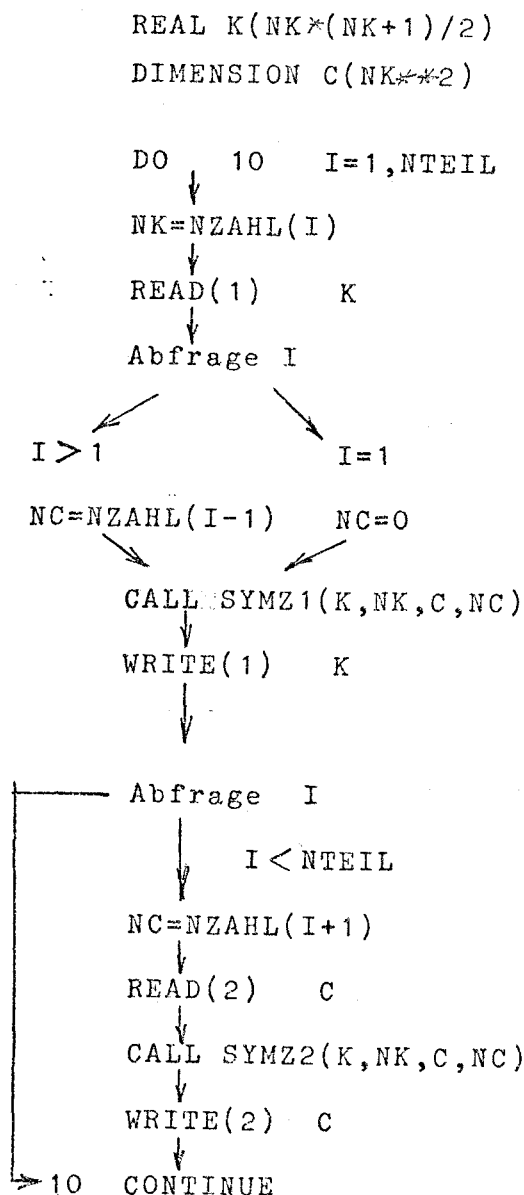 REAL K(NK*(NK+1)/2)
DIMENSION C(NK**2)
DO 10 I=1,NTEIL
NK=NZAHL(I)
READ(1) K
Abfrage I
I > 1 I=1
NC=NZAHL(I-1) NC=0
CALL SYMZ1(K,NK,C,NC)
WRITE(1) K
Abfrage I
I < NTEIL
NC=NZAHL(I+1)
READ(2) C
CALL SYMZ2(K,NK,C,NC)
WRITE(2) C
10 CONTINUE